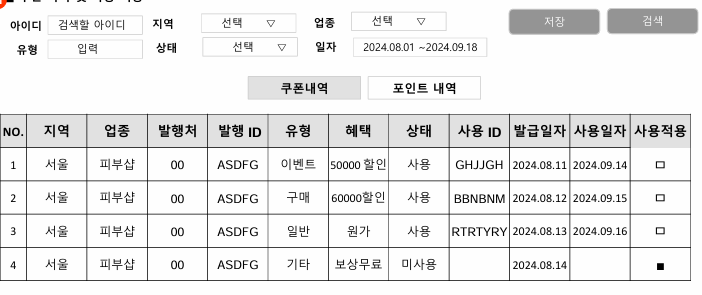 아이디 검색할 아이디 지역 선택 ▽ 업종 선택 ▽ 저장 검색
유형 입력 상태 선택 ▽ 일자 2024.08.01 ~2024.09.18
쿠폰내역 포인트 내역
NO. 지역 업종 발행처 발행 ID 유형 혜택 상태 사용 ID 발급일자 사용일자 사용적용
1 서울 피부샵 00 ASDFG 이벤트 50000 할인 사용 GHJJGH 2024.08.11 2024.09.14
2 서울 피부샵 00 ASDFG 구매 60000할인 사용 BBNBNM 2024.08.12 2024.09.15
3 서울 피부샵 00 ASDFG 일반 원가 사용 RTRTYRY 2024.08.13 2024.09.16
4 서울 피부샵 00 ASDFG 기타 보상무료 미사용 2024.08.14